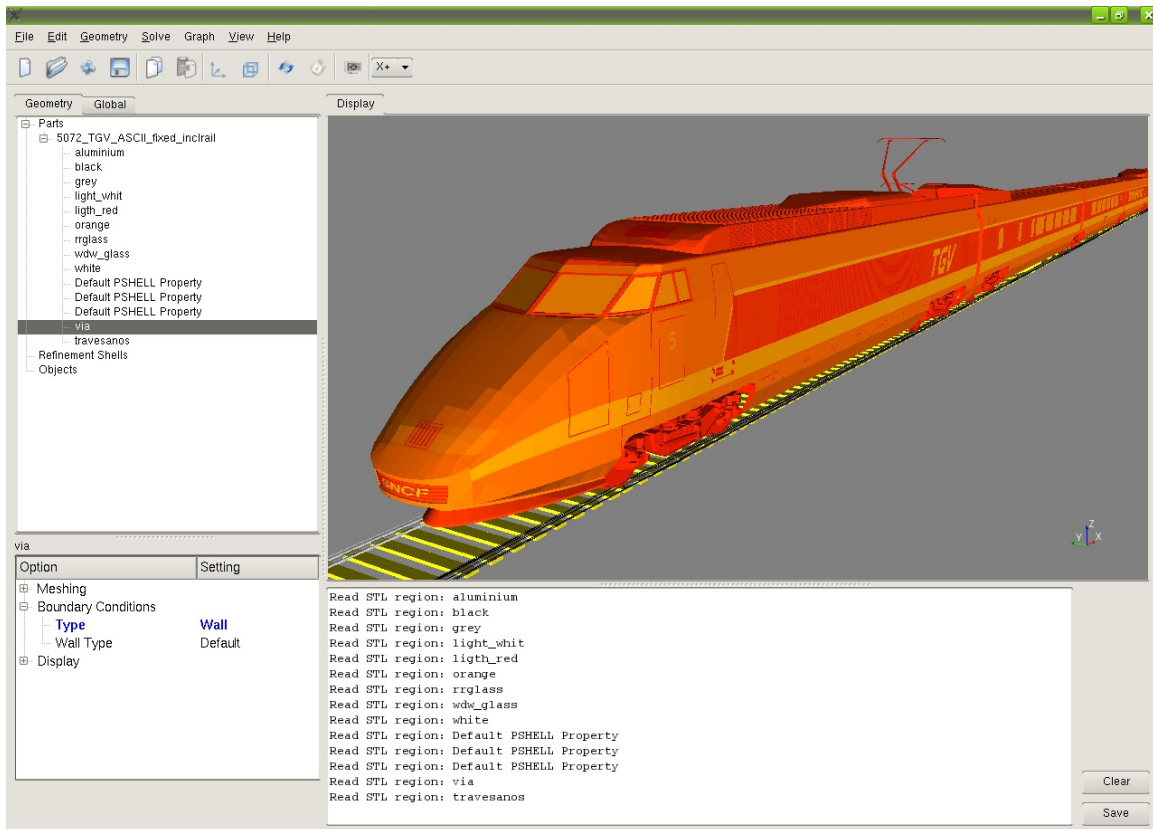 File Edit Geometry Solve Graph View Help
X+
Geometry Global
Display
Parts
5072_TGV_ASCII_fixed_inclrail
aluminium
black
grey
light_whit
ligth_red
orange
rrglass
wdw_glass
white
Default PSHELL Property
Default PSHELL Property
Default PSHELL Property
via
travesanos
Refinement Shells
Objects
TGV
5
SNCF
Z
Y X
via
Option Setting
Meshing
Boundary Conditions
Type Wall
Wall Type Default
Display
Read STL region: aluminium
Read STL region: black
Read STL region: grey
Read STL region: light_whit
Read STL region: ligth_red
Read STL region: orange
Read STL region: rrglass
Read STL region: wdw_glass
Read STL region: white
Read STL region: Default PSHELL Property
Read STL region: Default PSHELL Property
Read STL region: Default PSHELL Property
Read STL region: via
Read STL region: travesanos
Clear
Save